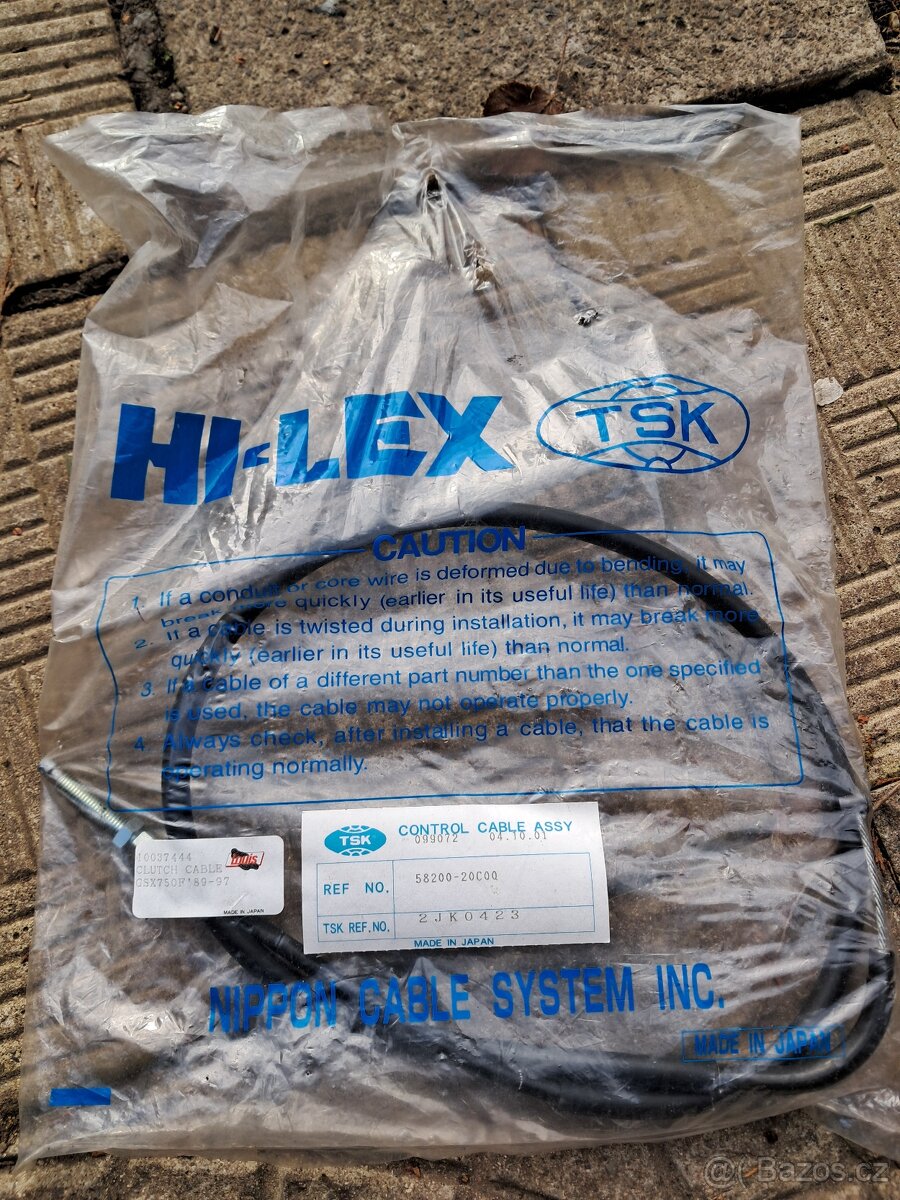 HI-LEX TSK
CAUTION
1. If a conduit or core wire is deformed due to bending, it may
break more quickly (earlier in its useful life) than normal.
2. If a cable is twisted during installation, it may break more
quickly (earlier in its useful life) than normal.
3. If a cable of a different part number than the one specified
is used, the cable may not operate properly.
4. Always check, after installing a cable, that the cable is
operating normally.
10037444
CLUTCH CABLE
GSX750F'89-97
MADE IN JAPAN
TSK
CONTROL CABLE ASSY
099072 04.10.01
REF NO. 58200-20C00
TSK REF.NO. 2JK0423
MADE IN JAPAN
NIPPON CABLE SYSTEM INC.
MADE IN JAPAN
Bazos.cz